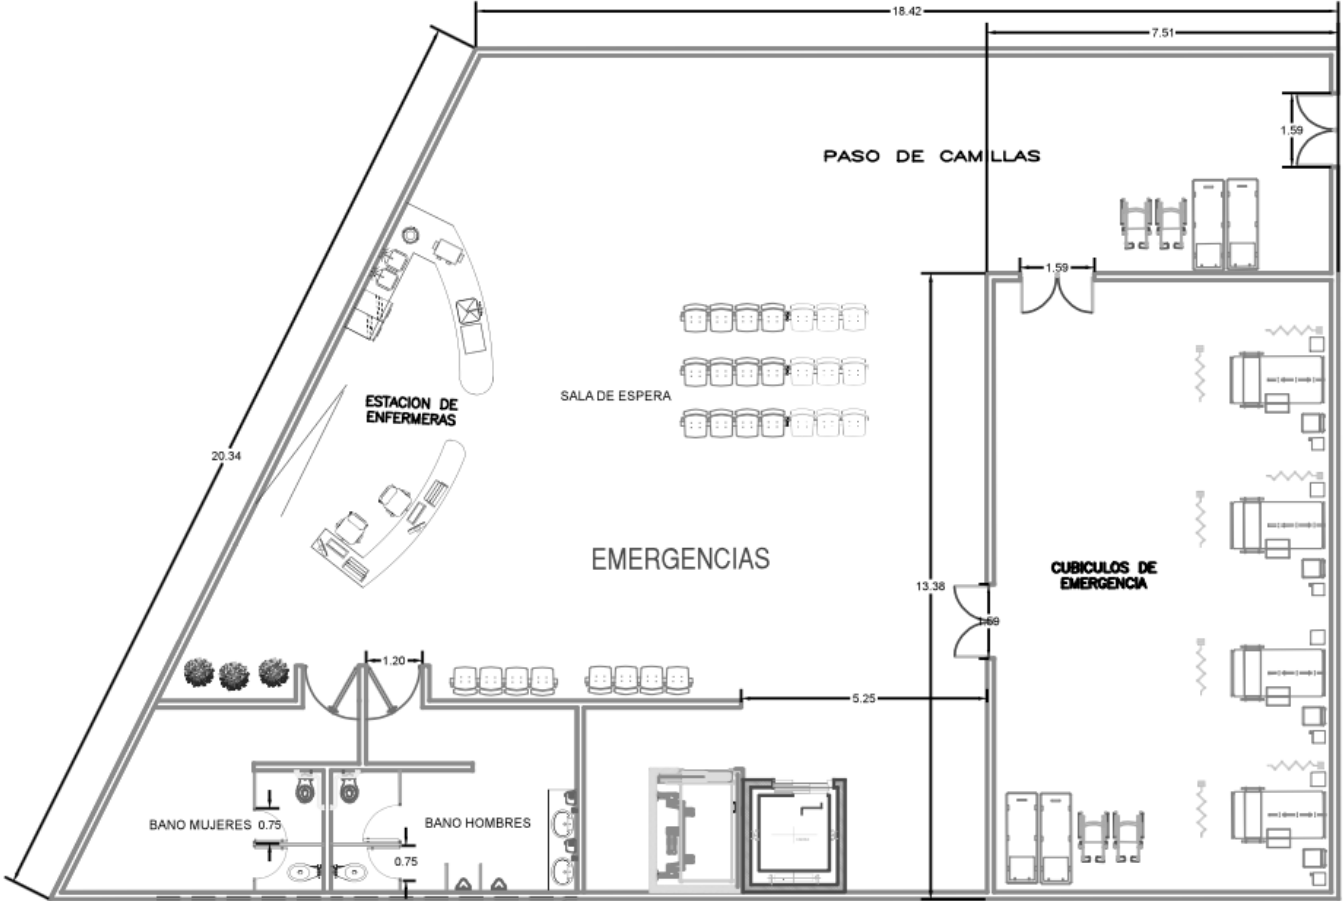 18.42
7.51
1.59
PASO DE CAMILLAS
1.59
ESTACION DE
ENFERMERAS
SALA DE ESPERA
20.34
EMERGENCIAS
13.38
CUBICULOS DE
EMERGENCIA
1.59
1.20
5.25
BANO MUJERES 0.75
BANO HOMBRES
0.75